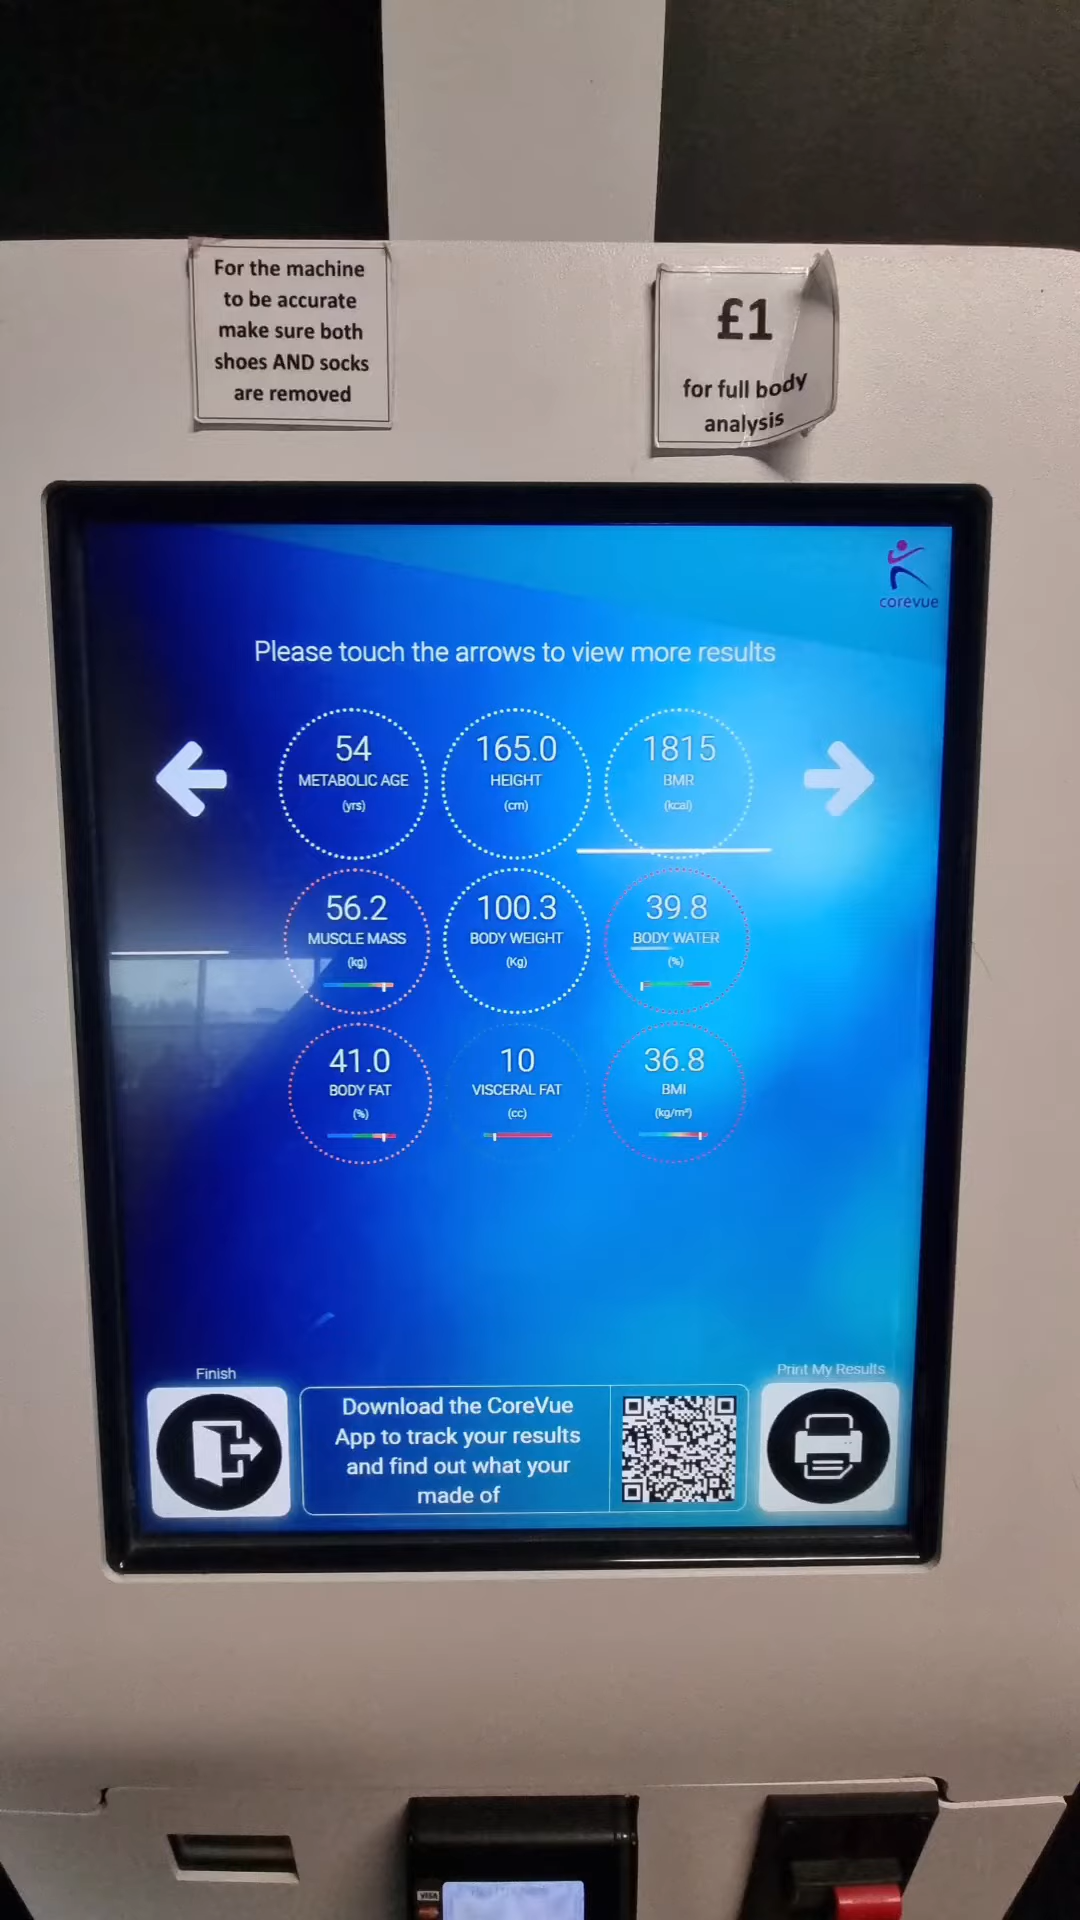 For the machine
to be accurate
make sure both
shoes AND socks
are removed
£1
for full body
analysis
corevue
Please touch the arrows to view more results
54
METABOLIC AGE
(yrs)
165.0
HEIGHT
(cm)
1815
BMR
(kcal)
56.2
MUSCLE MASS
(kg)
100.3
BODY WEIGHT
(Kg)
39.8
BODY WATER
(%)
41.0
BODY FAT
(%)
10
VISCERAL FAT
(cc)
36.8
BMI
(kg/m²)
Finish
Download the CoreVue
App to track your results
and find out what your
made of
Print My Results
VISA